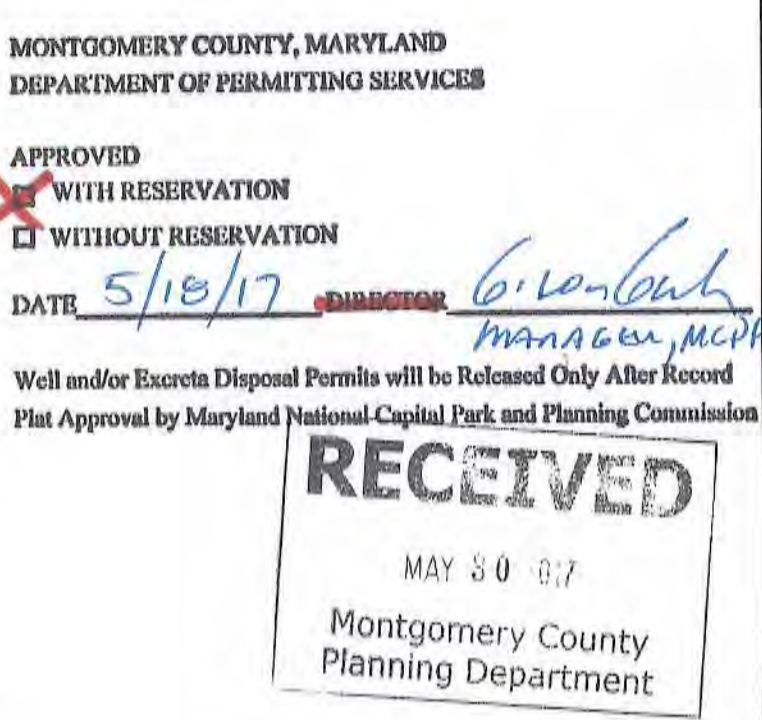 MONTGOMERY COUNTY, MARYLAND
DEPARTMENT OF PERMITTING SERVICES
APPROVED
WITH RESERVATION
WITHOUT RESERVATION
DATE 5/18/17 DIRECTOR
MANAGER, MCPH
Well and/or Excreta Disposal Permits will be Released Only After Record
Plat Approval by Maryland National Capital Park and Planning Commission
RECEIVED
MAY 30
Montgomery County
Planning Department